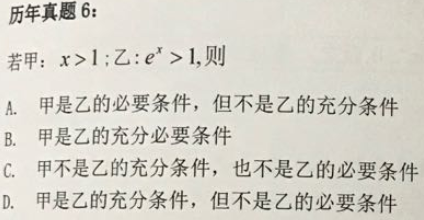 历年真题 6：
若甲：x>1；乙：eˣ>1,则
A. 甲是乙的必要条件，但不是乙的充分条件
B. 甲是乙的充分必要条件
C. 甲不是乙的充分条件，也不是乙的必要条件
D. 甲是乙的充分条件，但不是乙的必要条件